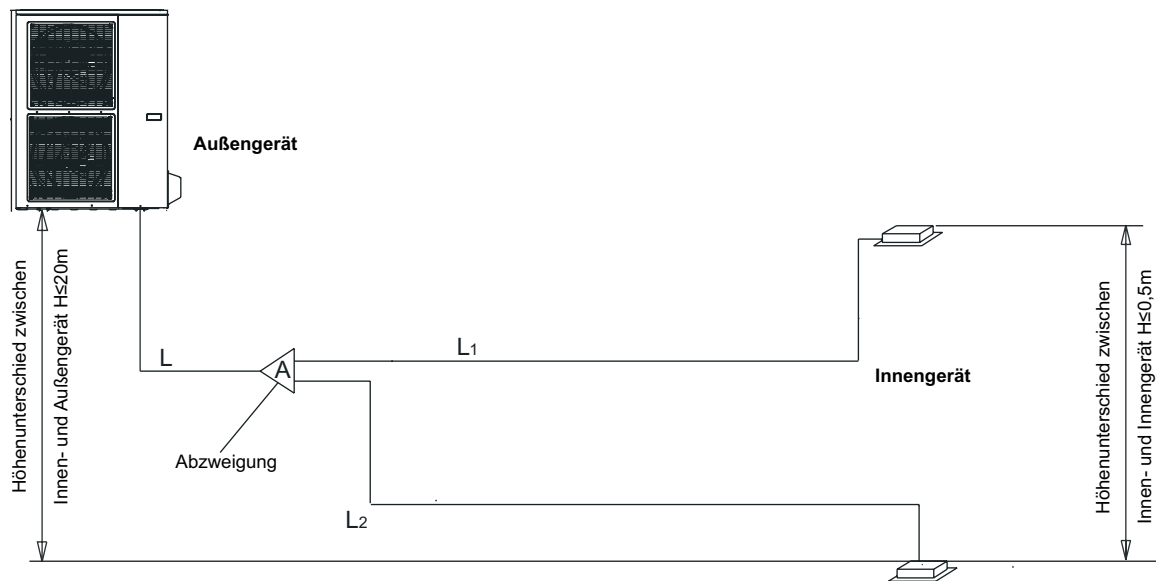 Außengerät
Höhenunterschied zwischen
Innen- und Außengerät H≤20m
L
A
L1
Innengerät
Abzweigung
L2
Höhenunterschied zwischen
Innen- und Innengerät H≤0,5m